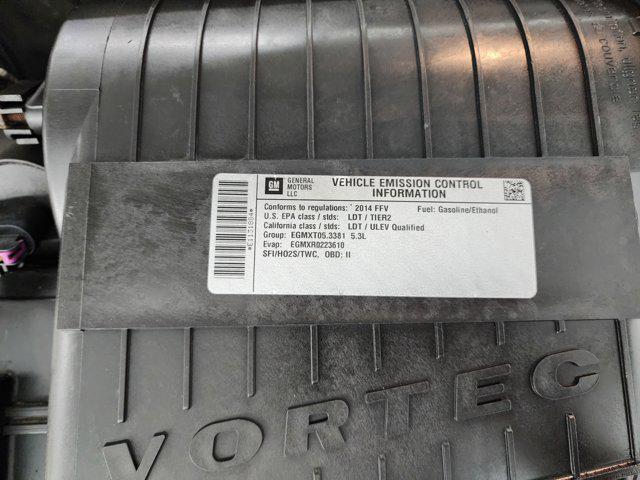 GM GENERAL MOTORS LLC
VEHICLE EMISSION CONTROL INFORMATION
Conforms to regulations: 2014 FFV Fuel: Gasoline/Ethanol
U.S. EPA class / stds: LDT / TIER2
California class / stds: LDT / ULEV Qualified
Group: EGMXT05.3381 5.3L
Evap: EGMXR0223610
SFI/HO2S/TWC, OBD: II
VORTEC